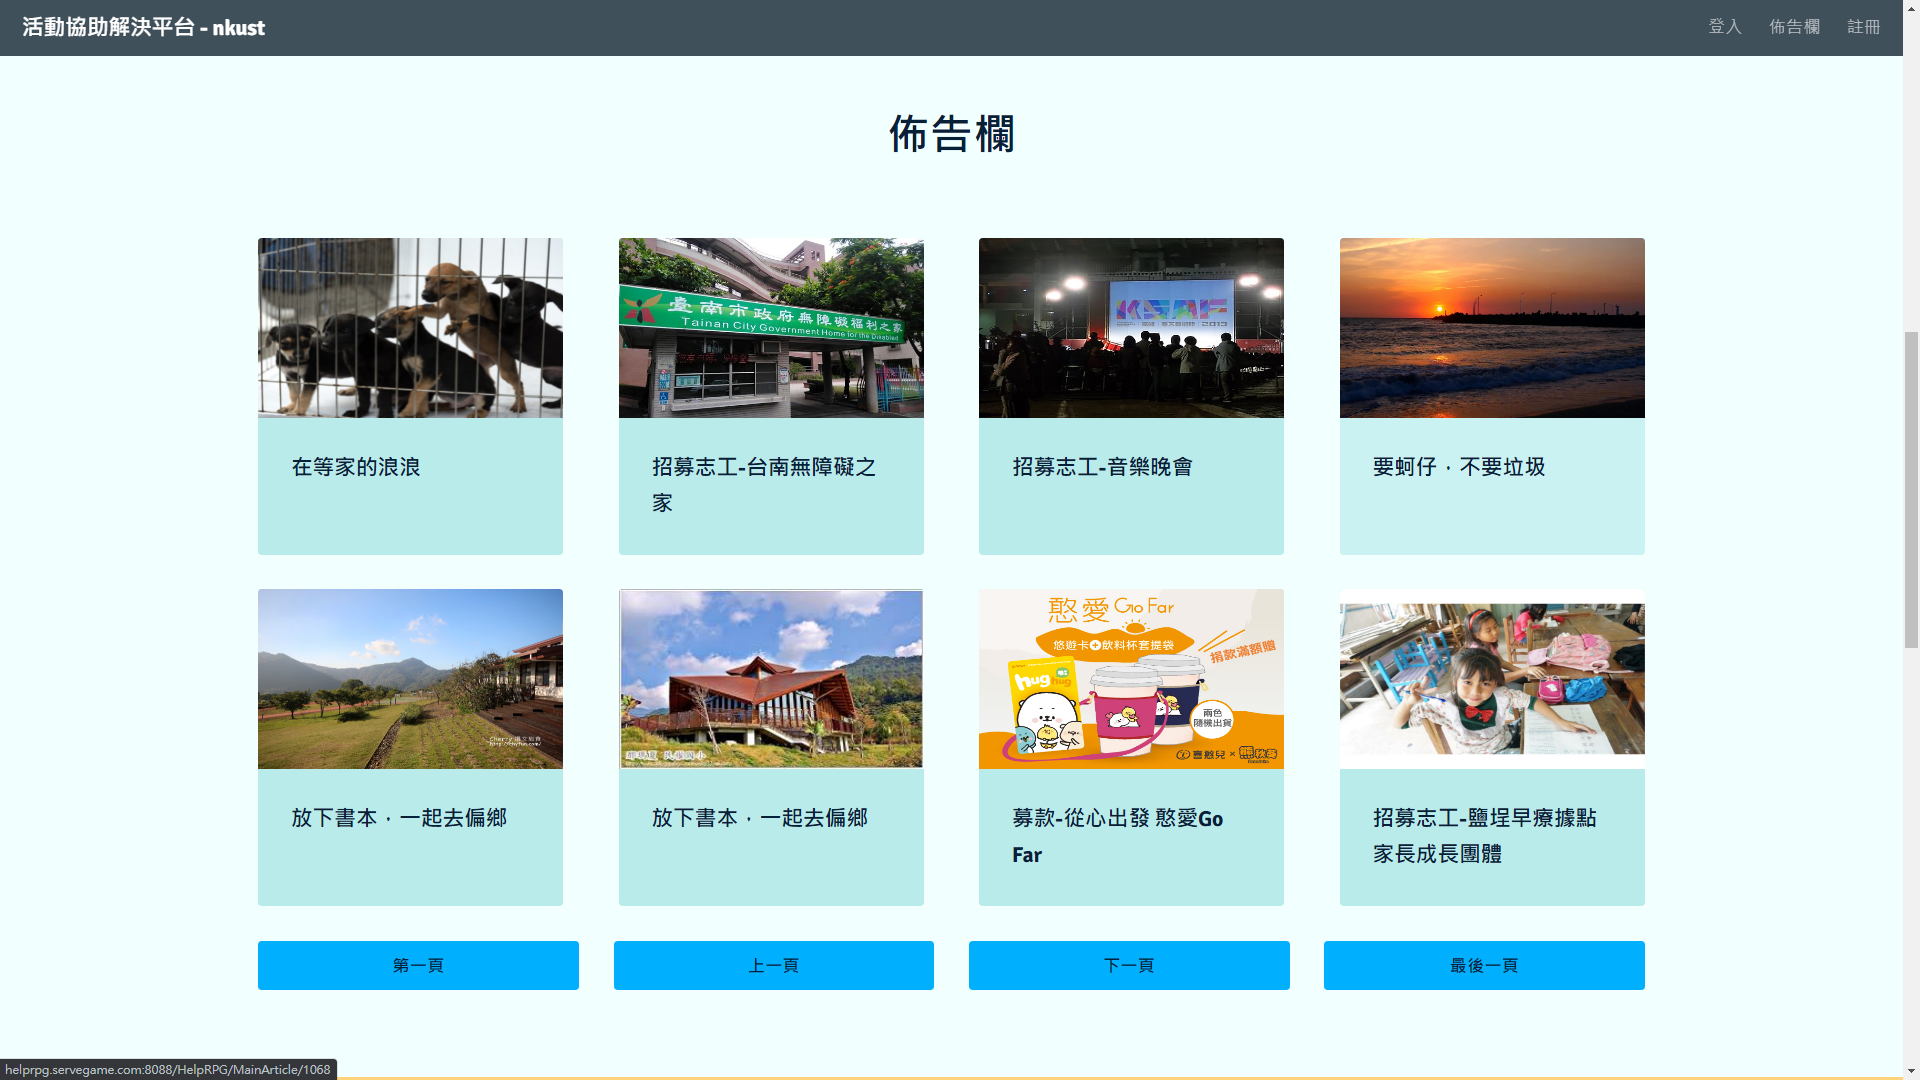 活動協助解決平台 - nkust
登入
佈告欄
註冊
佈告欄
臺南市政府無障礙福利之家
Tainan City Government Home for the Disabled
KSAF
2013
在等家的浪浪
招募志工-台南無障礙之
家
招募志工-音樂晚會
要蚵仔，不要垃圾
憨愛 Go Far
悠遊卡+飲料杯套提袋
捐款滿額贈
hug
hug
兩色
隨機出貨
喜憨兒 ×
放下書本，一起去偏鄉
放下書本，一起去偏鄉
募款-從心出發 憨愛Go
Far
招募志工-鹽埕早療據點
家長成長團體
第一頁
上一頁
下一頁
最後一頁
helprpg.servegame.com:8088/HelpRPG/MainArticle/1068